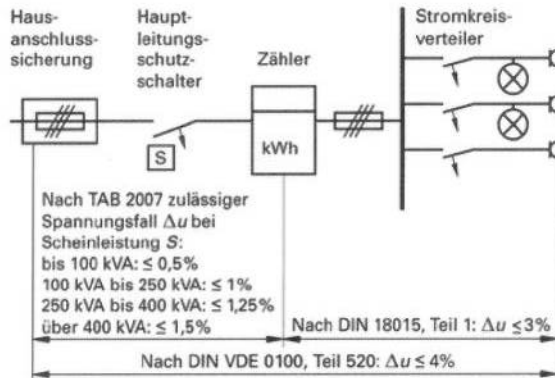 Haus-
anschluss-
sicherung
Haupt-
leitungs-
schutz-
schalter
Zähler
Stromkreis-
verteiler
S
kWh
Nach TAB 2007 zulässiger
Spannungsfall Δu bei
Scheinleistung S:
bis 100 kVA: ≤ 0,5%
100 kVA bis 250 kVA: ≤ 1%
250 kVA bis 400 kVA: ≤ 1,25%
über 400 kVA: ≤ 1,5%
Nach DIN 18015, Teil 1: Δu ≤ 3%
Nach DIN VDE 0100, Teil 520: Δu ≤ 4%